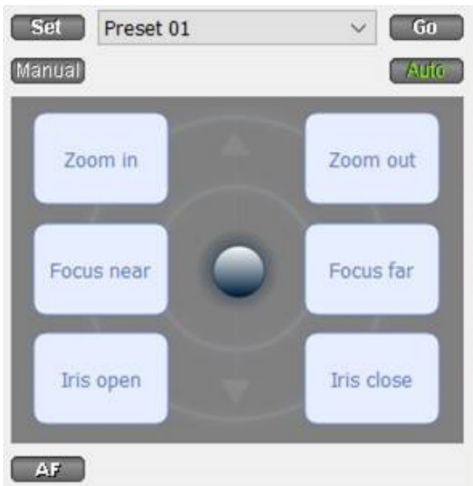 Set Preset 01 Go
Manual Auto
Zoom in Zoom out
Focus near Focus far
Iris open Iris close
AF